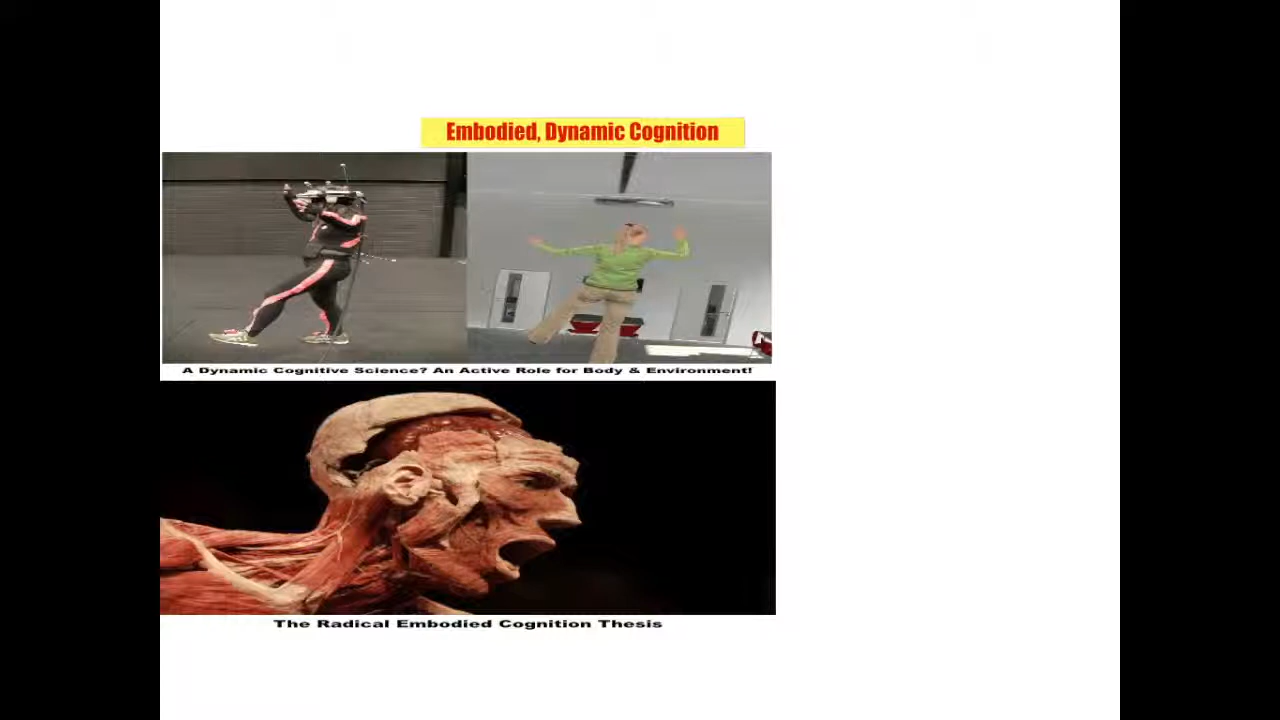 Embodied, Dynamic Cognition
A Dynamic Cognitive Science? An Active Role for Body & Environment!
The Radical Embodied Cognition Thesis